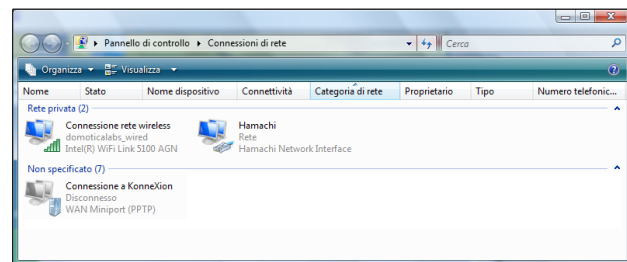 Pannello di controllo Connessioni di rete Cerca
Organizza Visualizza
Nome Stato Nome dispositivo Connettività Categoria di rete Proprietario Tipo Numero telefonic...
Rete privata (2)
Connessione rete wireless
domoticalabs_wired
Intel(R) WiFi Link 5100 AGN
Hamachi
Rete
Hamachi Network Interface
Non specificato (7)
Connessione a KonneXion
Disconnesso
WAN Miniport (PPTP)